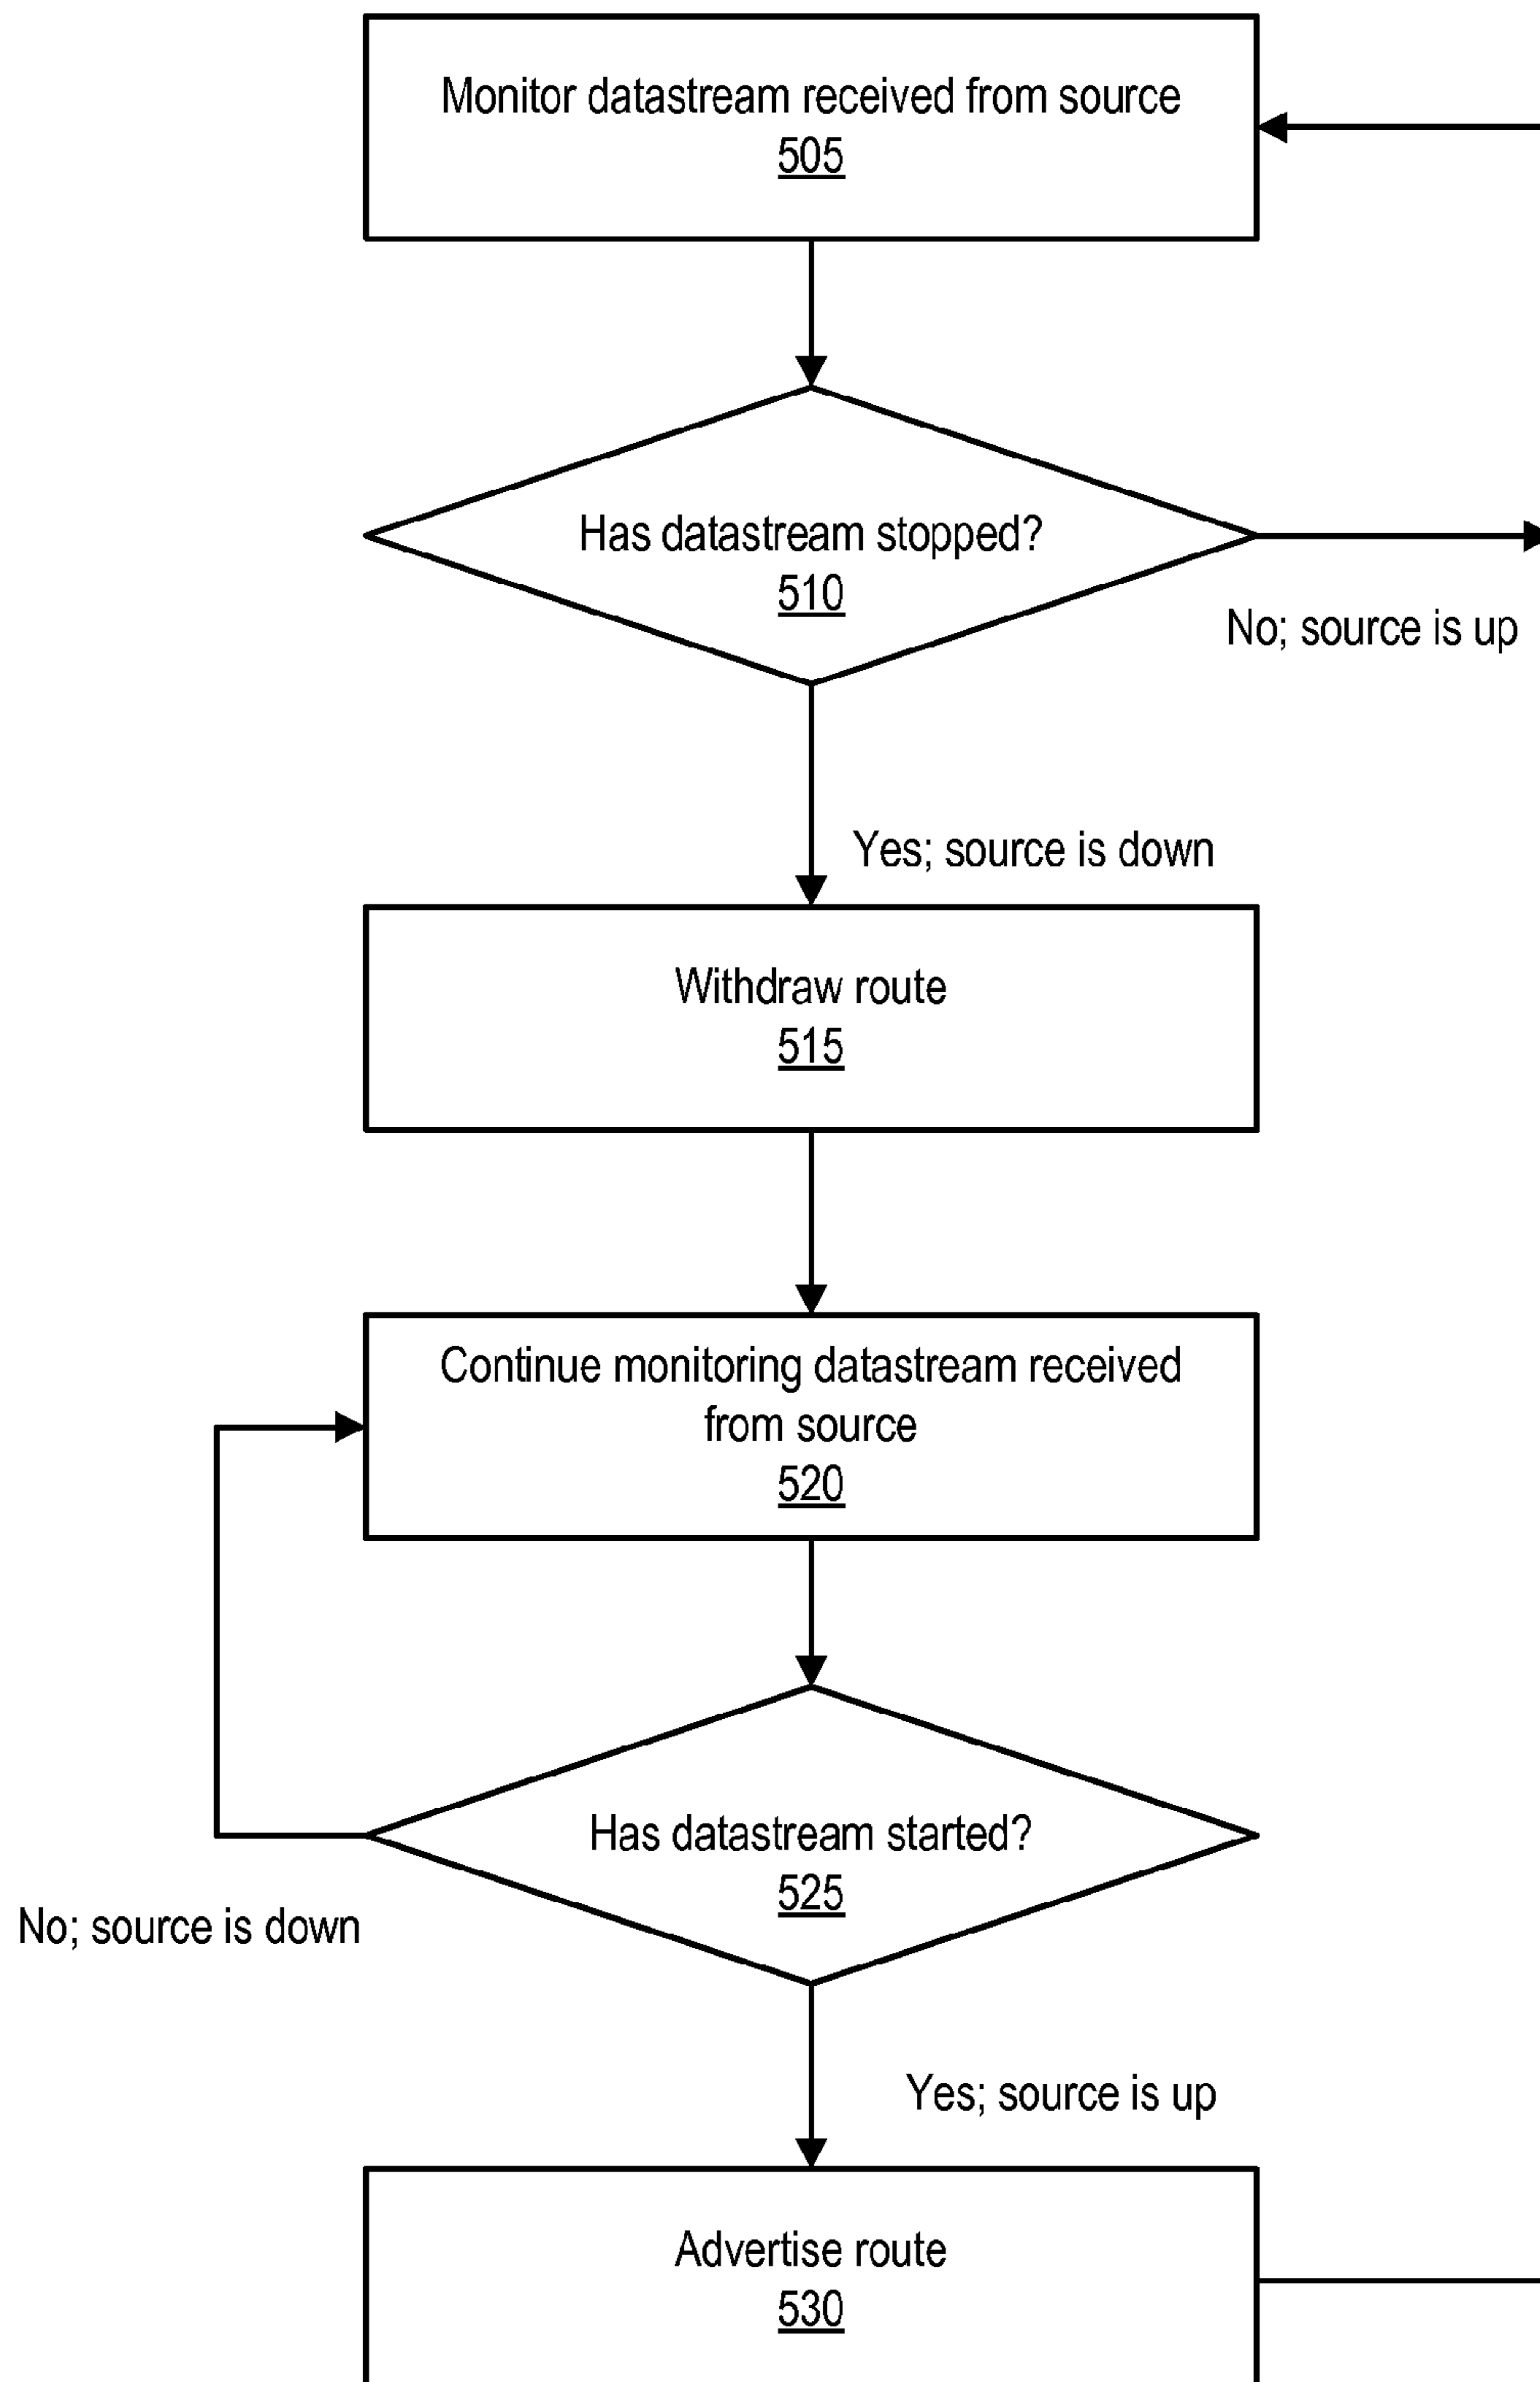 Monitor datastream received from source
505
Has datastream stopped?
510
No; source is up
Yes; source is down
Withdraw route
515
Continue monitoring datastream received
from source
520
Has datastream started?
525
No; source is down
Yes; source is up
Advertise route
530